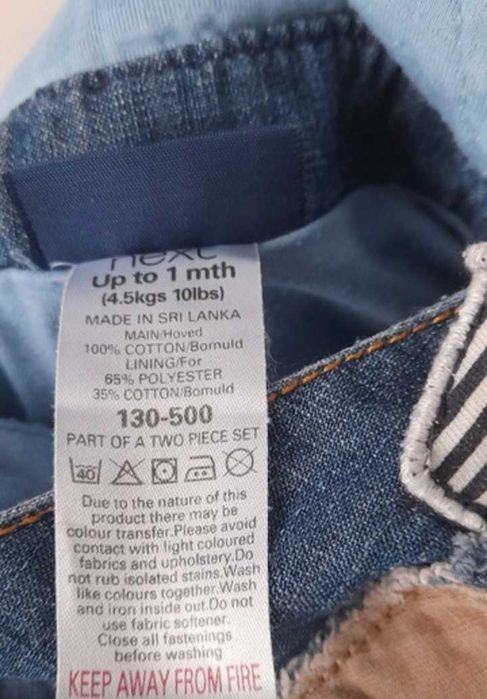 next
Up to 1 mth
(4.5kgs 10lbs)
MADE IN SRI LANKA
MAIN/Hoved
100% COTTON/Bomuld
LINING/For
65% POLYESTER
35% COTTON/Bomuld
130-500
PART OF A TWO PIECE SET
40
Due to the nature of this
product there may be
colour transfer.Please avoid
contact with light coloured
fabrics and upholstery.Do
not rub isolated stains.Wash
like colours together.Wash
and iron inside out.Do not
use fabric softener.
Close all fastenings
before washing
KEEP AWAY FROM FIRE